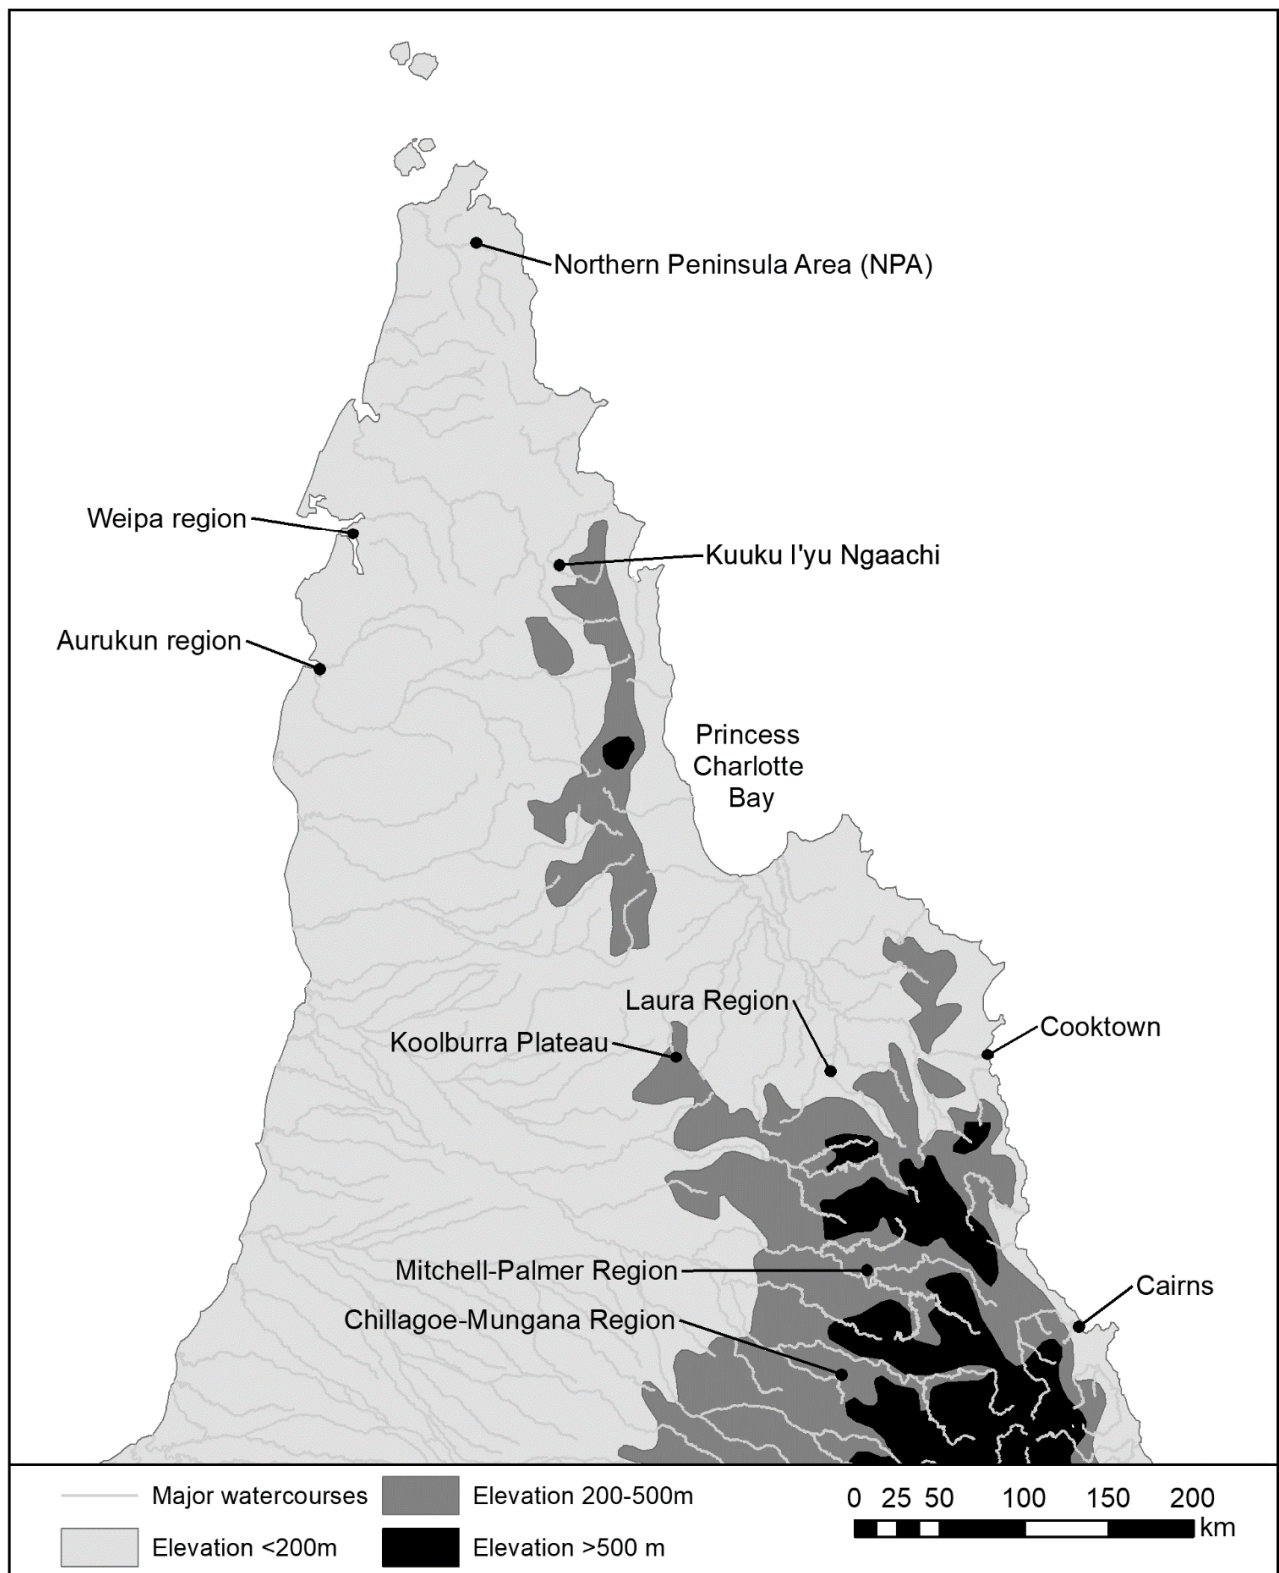 Northern Peninsula Area (NPA)
Weipa region
Kuuku I'yu Ngaachi
Aurukun region
Princess
Charlotte
Bay
Laura Region
Cooktown
Koolburra Plateau
Mitchell-Palmer Region
Cairns
Chillagoe-Mungana Region
Major watercourses
Elevation 200-500m
0 25 50 100 150 200
km
Elevation <200m
Elevation >500 m